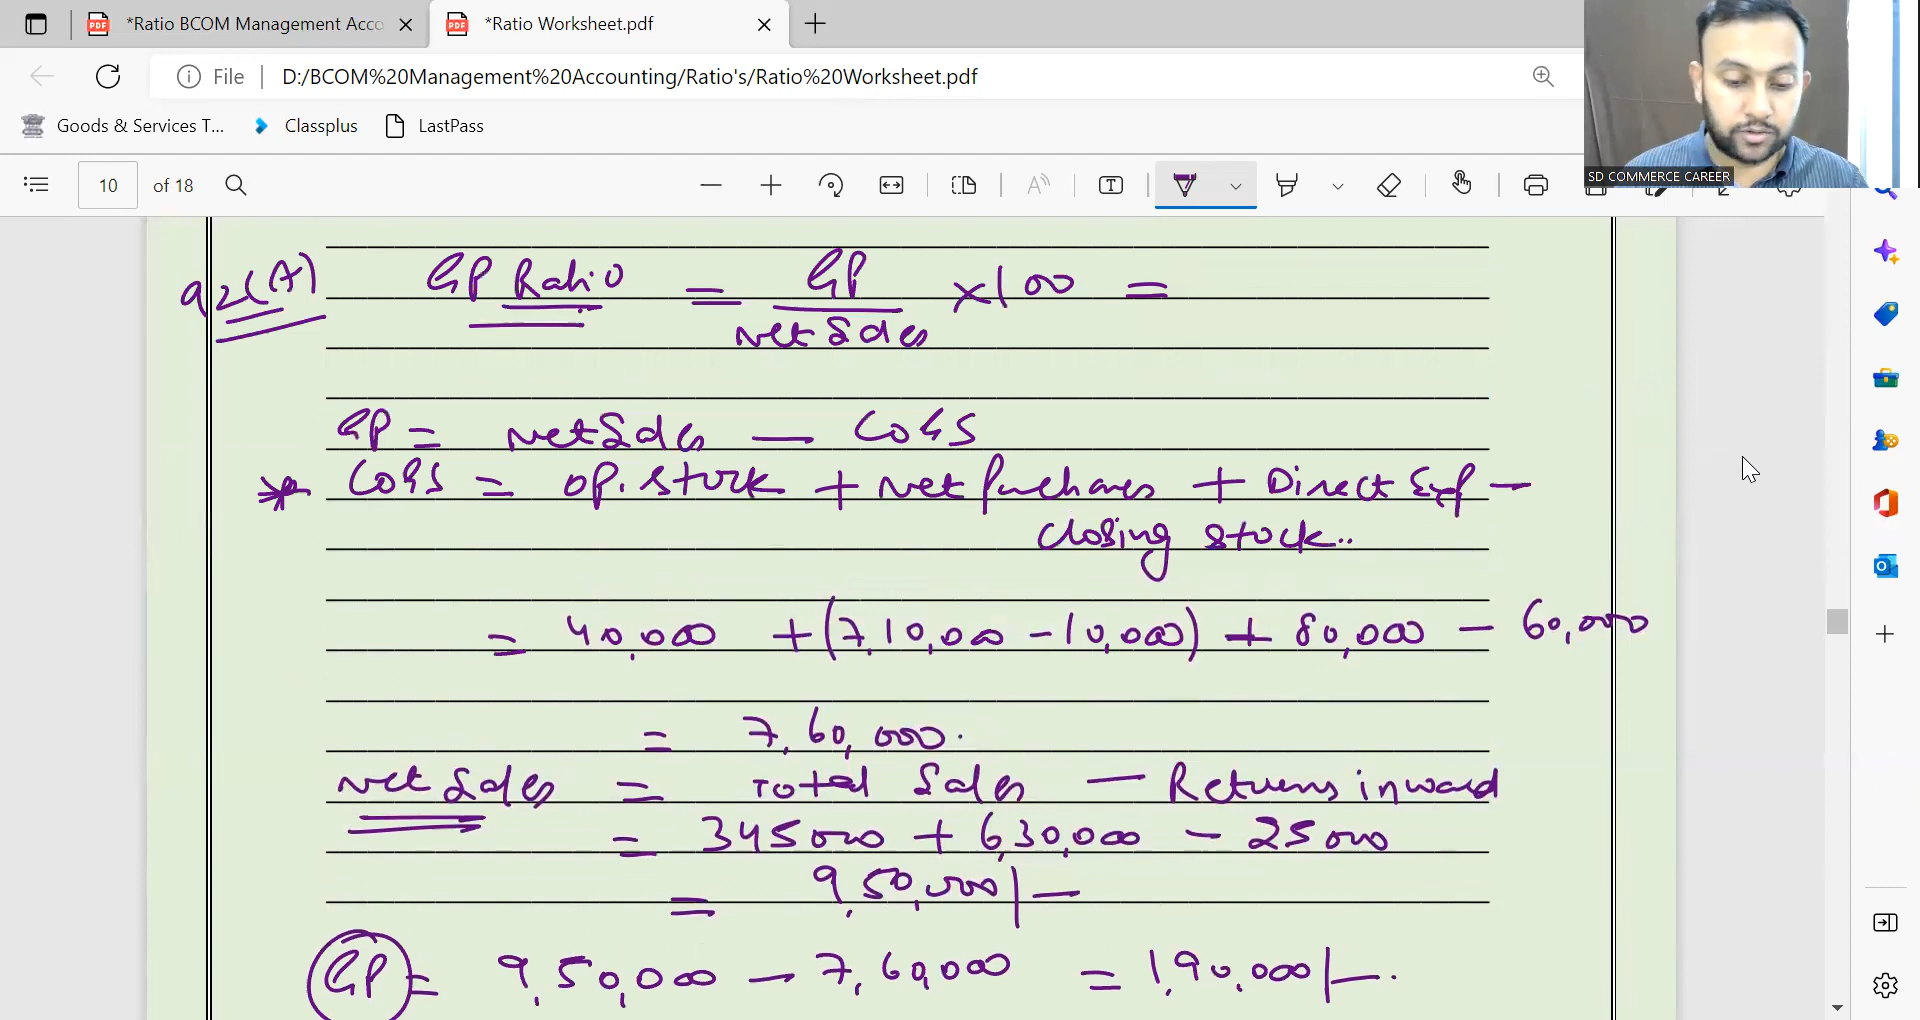 *Ratio BCOM Management Acco
*Ratio Worksheet.pdf
File
D:/BCOM%20Management%20Accounting/Ratio's/Ratio%20Worksheet.pdf
Goods & Services T...
Classplus
LastPass
10 of 18
SD COMMERCE CAREER
Q2(A) GP Ratio = GP / Net Sales × 100 =
GP = Net Sales — COGS
* COGS = OP. Stock + Net Purchases + Direct Exp —
closing stock..
= 40,000 + (7,10,000 - 10,000) + 80,000 - 60,000
= 7,60,000.
Net Sales = Total Sales — Returns inward
= 345000 + 6,30,000 - 25000
= 9,50,000/-
GP = 9,50,000 - 7,60,000 = 1,90,000/-.